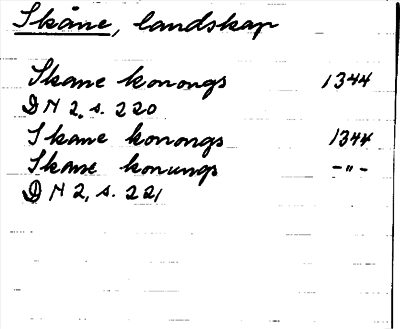 Skåne, landskap
Skane konongs 1344
DN 2, s. 220
Skane konongs 1344
Skane konungs -"-
DN 2, s. 221